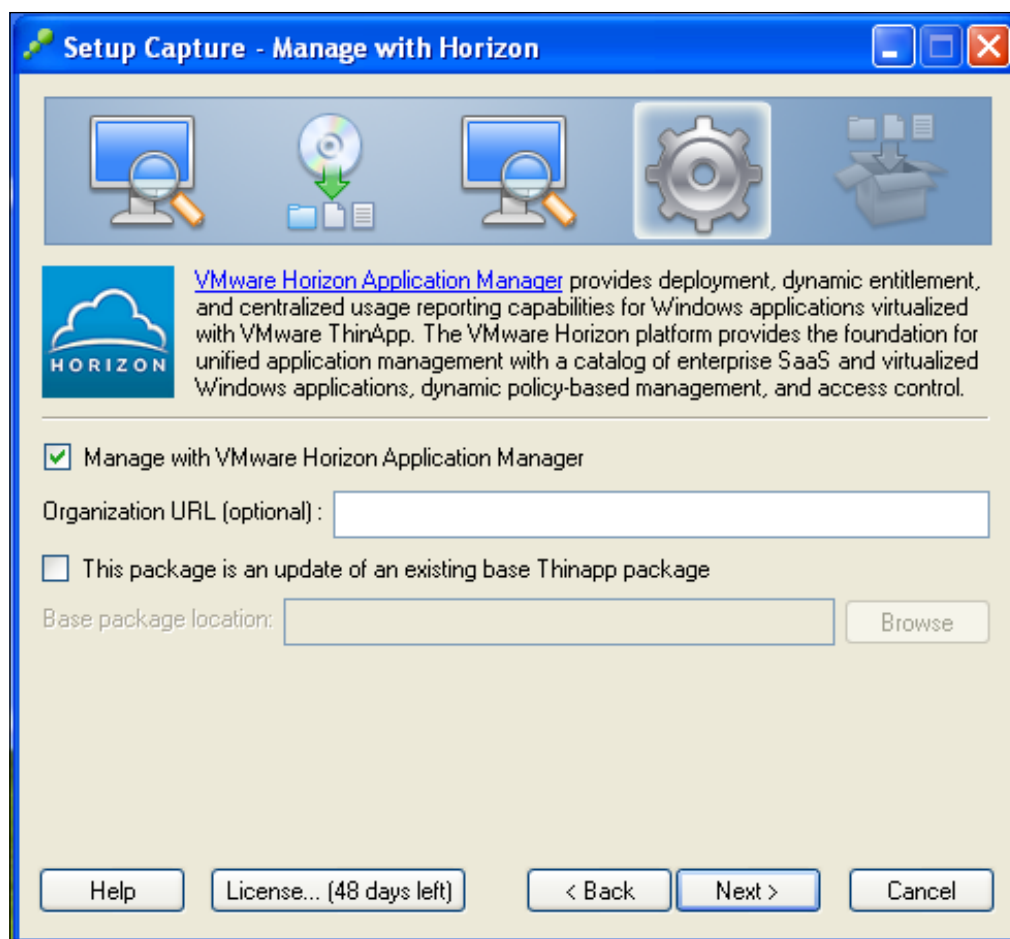 Setup Capture - Manage with Horizon
VMware Horizon Application Manager provides deployment, dynamic entitlement,
and centralized usage reporting capabilities for Windows applications virtualized
with VMware ThinApp. The VMware Horizon platform provides the foundation for
unified application management with a catalog of enterprise SaaS and virtualized
Windows applications, dynamic policy-based management, and access control.
HORIZON
Manage with VMware Horizon Application Manager
Organization URL (optional) :
This package is an update of an existing base Thinapp package
Base package location:
Browse
Help
License... (48 days left)
< Back
Next >
Cancel